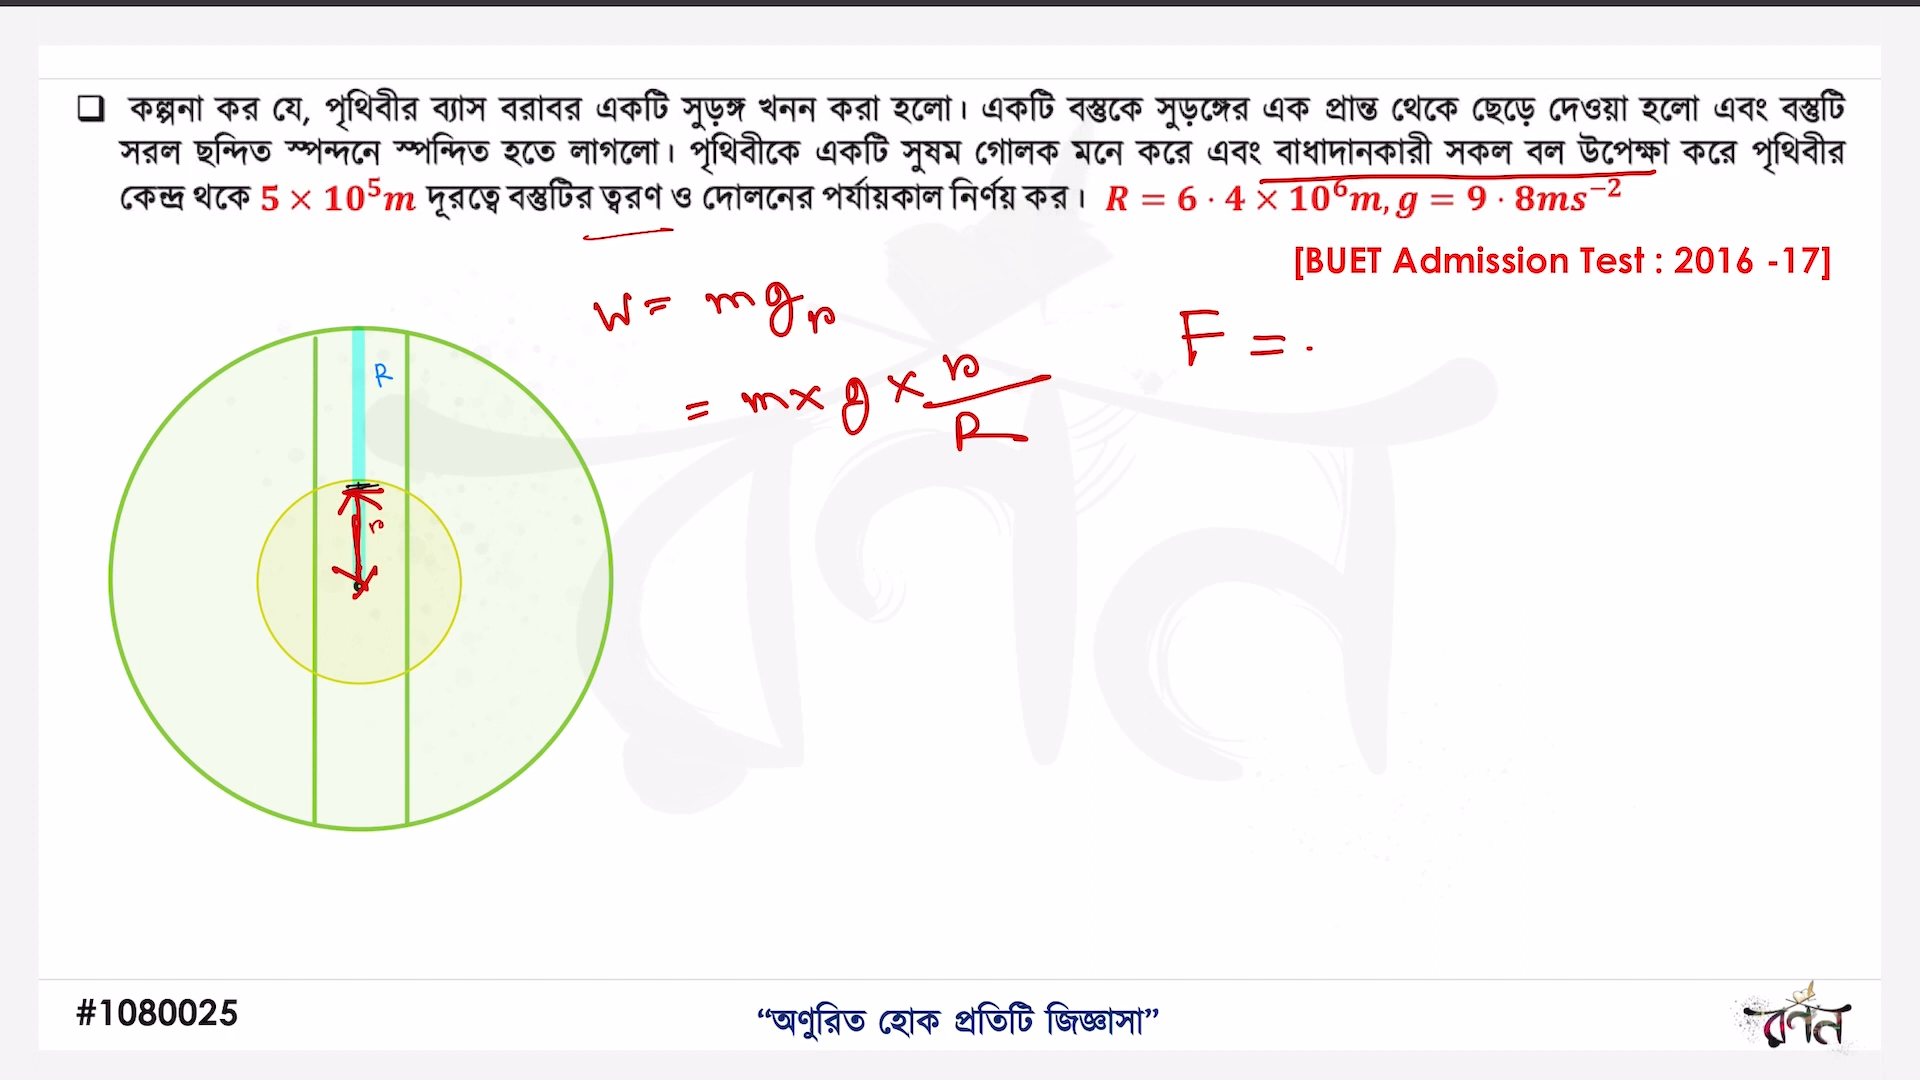 ❑ কল্পনা কর যে, পৃথিবীর ব্যাস বরাবর একটি সুড়ঙ্গ খনন করা হলো। একটি বস্তুকে সুড়ঙ্গের এক প্রান্ত থেকে ছেড়ে দেওয়া হলো এবং বস্তুটি
সরল ছন্দিত স্পন্দনে স্পন্দিত হতে লাগলো। পৃথিবীকে একটি সুষম গোলক মনে করে এবং বাধাদানকারী সকল বল উপেক্ষা করে পৃথিবীর
কেন্দ্র থকে 5 × 10⁵m দূরত্বে বস্তুটির ত্বরণ ও দোলনের পর্যায়কাল নির্ণয় কর। R = 6 · 4 × 10⁶m, g = 9 · 8ms⁻²
[BUET Admission Test : 2016 -17]
W = mg_r
F = .
= m × g × r/R
R
r
#1080025
“অণুরিত হোক প্রতিটি জিজ্ঞাসা”
রণন